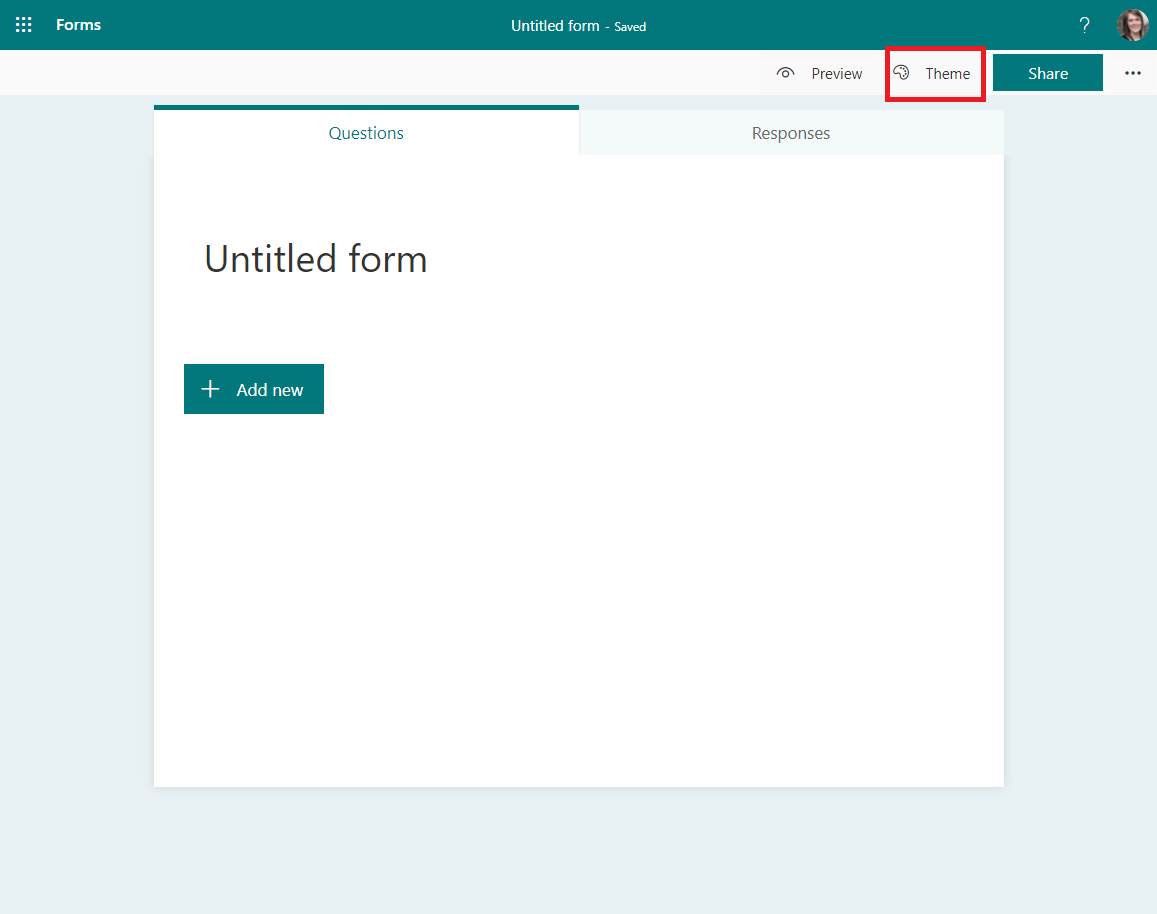 Forms
Untitled form - Saved
?
Preview
Theme
Share
Questions
Responses
Untitled form
Add new